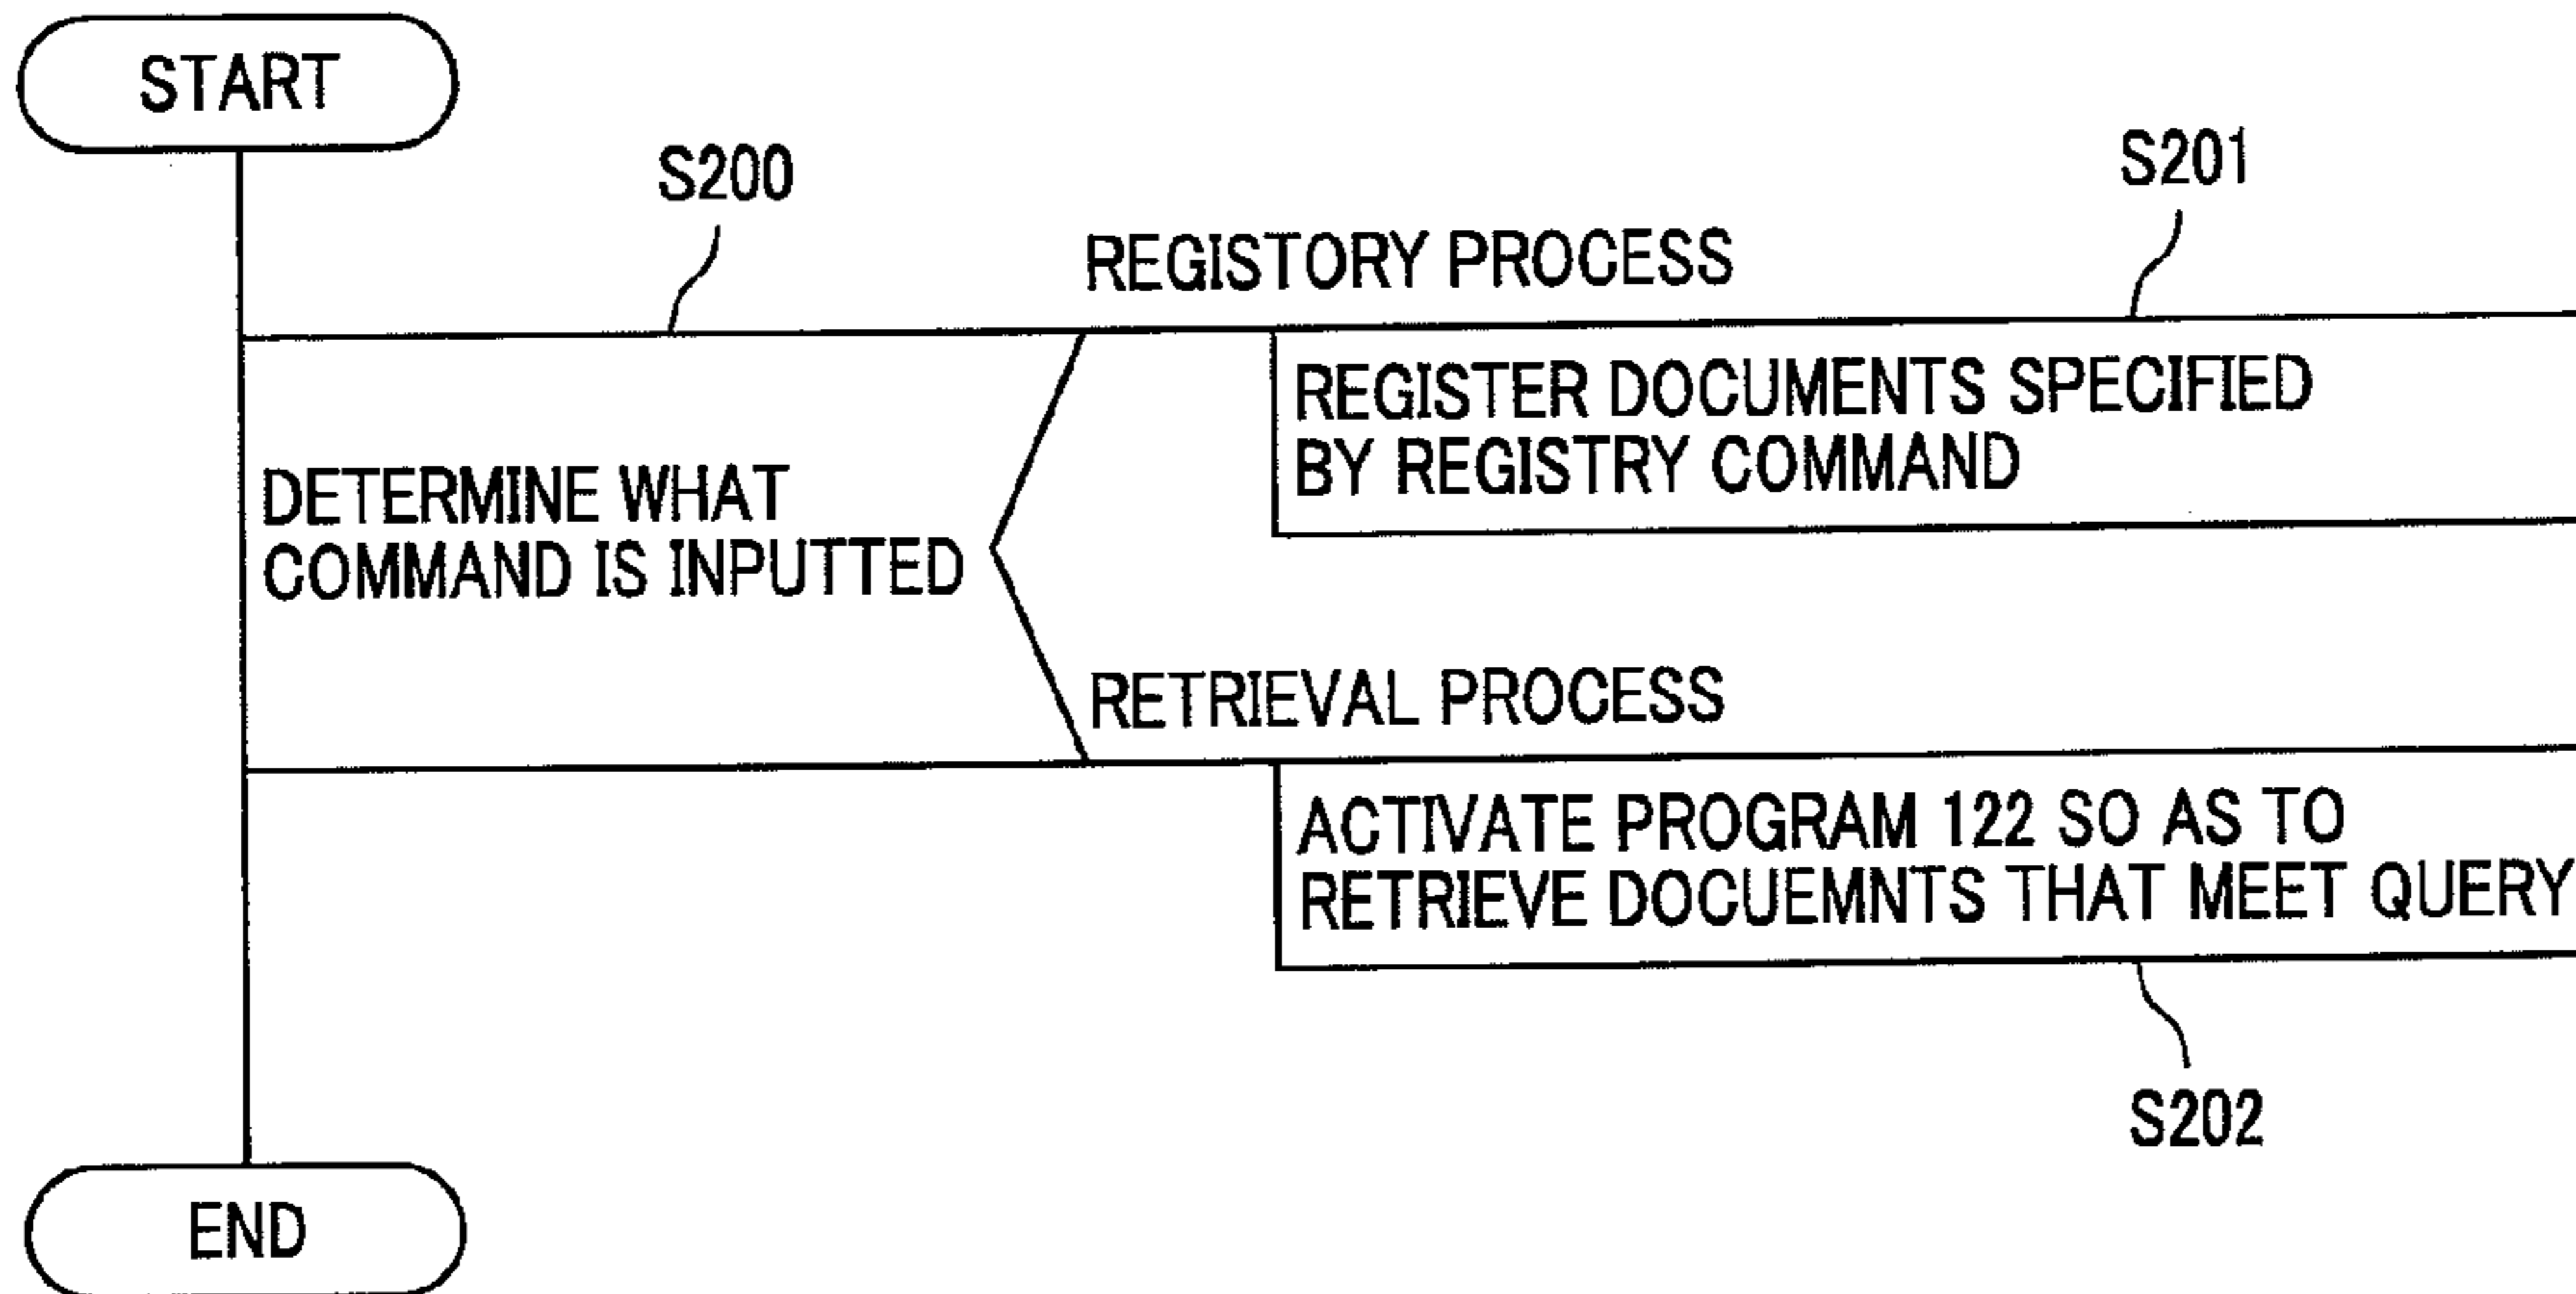 START
S200
S201
REGISTORY PROCESS
REGISTER DOCUMENTS SPECIFIED
BY REGISTRY COMMAND
DETERMINE WHAT
COMMAND IS INPUTTED
RETRIEVAL PROCESS
ACTIVATE PROGRAM 122 SO AS TO
RETRIEVE DOCUEMNTS THAT MEET QUERY
S202
END